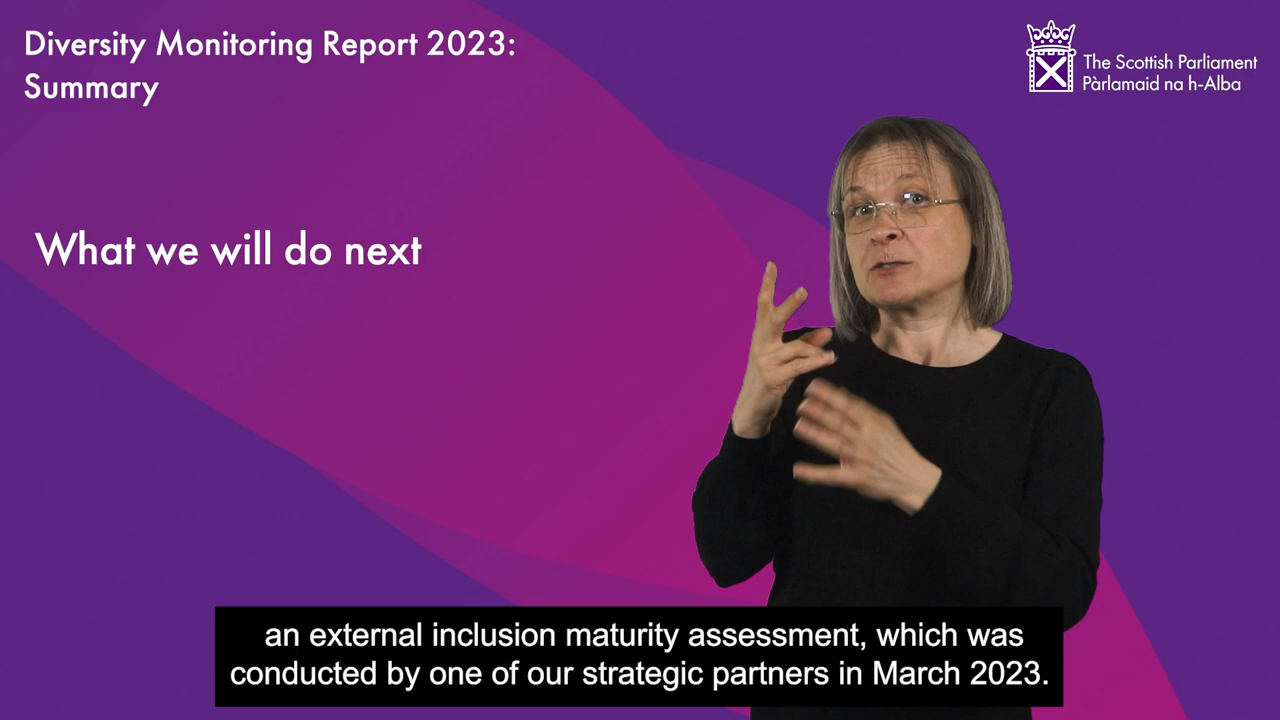 Diversity Monitoring Report 2023:
Summary
The Scottish Parliament
Pàrlamaid na h-Alba
What we will do next
an external inclusion maturity assessment, which was
conducted by one of our strategic partners in March 2023.